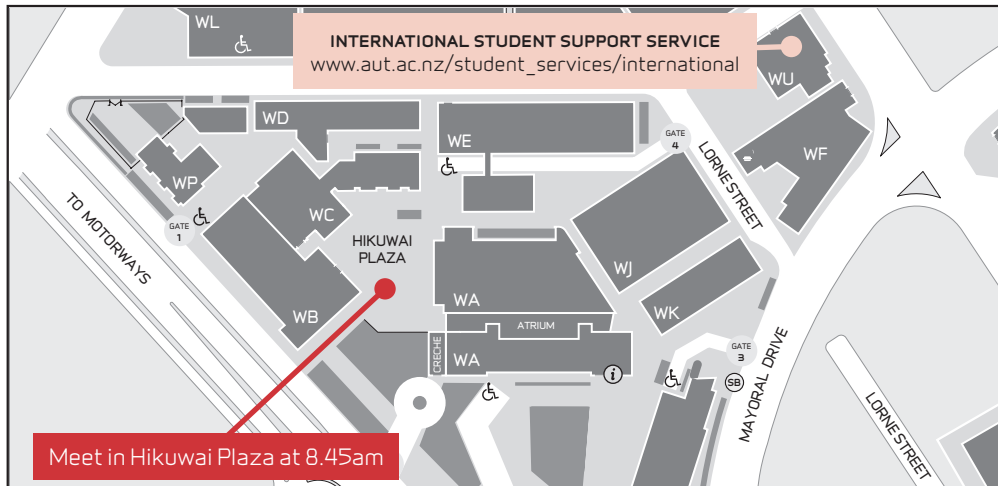 WL
INTERNATIONAL STUDENT SUPPORT SERVICE
www.aut.ac.nz/student_services/international
WU
WD
WE
GATE
4
LORNE STREET
WF
WP
GATE
1
TO MOTORWAYS
WC
HIKUWAI
PLAZA
WJ
WB
WA
WK
ATRIUM
CRECHE
WA
i
GATE
3
SB
MAYORAL DRIVE
LORNE STREET
Meet in Hikuwai Plaza at 8.45am